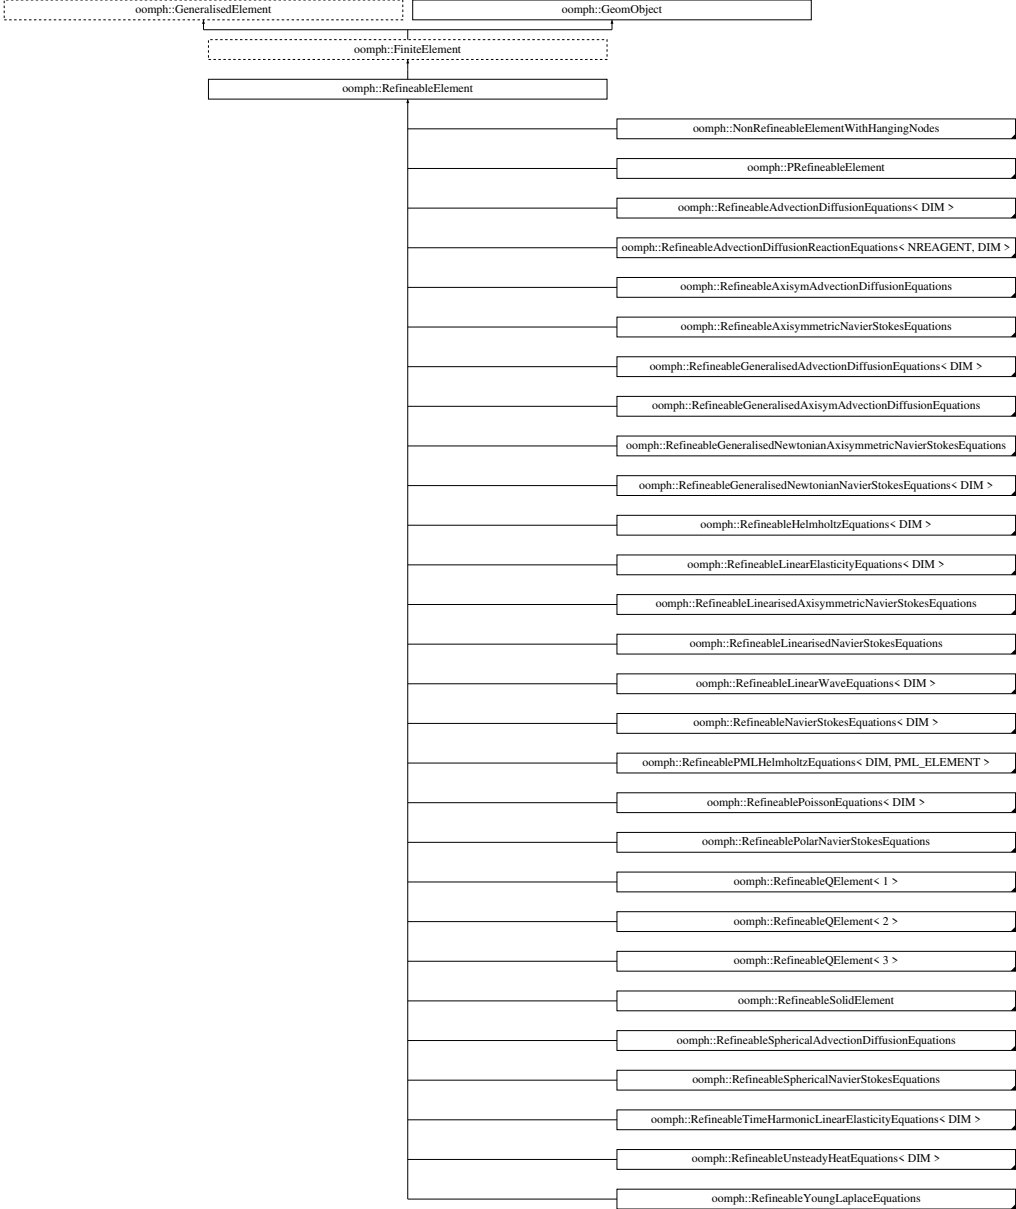 oomph::GeneralisedElement
oomph::GeomObject
oomph::FiniteElement
oomph::RefineableElement
oomph::NonRefineableElementWithHangingNodes
oomph::PRefineableElement
oomph::RefineableAdvectionDiffusionEquations< DIM >
oomph::RefineableAdvectionDiffusionReactionEquations< NREAGENT, DIM >
oomph::RefineableAxisymAdvectionDiffusionEquations
oomph::RefineableAxisymmetricNavierStokesEquations
oomph::RefineableGeneralisedAdvectionDiffusionEquations< DIM >
oomph::RefineableGeneralisedAxisymAdvectionDiffusionEquations
oomph::RefineableGeneralisedNewtonianAxisymmetricNavierStokesEquations
oomph::RefineableGeneralisedNewtonianNavierStokesEquations< DIM >
oomph::RefineableHelmholtzEquations< DIM >
oomph::RefineableLinearElasticityEquations< DIM >
oomph::RefineableLinearisedAxisymmetricNavierStokesEquations
oomph::RefineableLinearisedNavierStokesEquations
oomph::RefineableLinearWaveEquations< DIM >
oomph::RefineableNavierStokesEquations< DIM >
oomph::RefineablePMLHelmholtzEquations< DIM, PML_ELEMENT >
oomph::RefineablePoissonEquations< DIM >
oomph::RefineablePolarNavierStokesEquations
oomph::RefineableQElement< 1 >
oomph::RefineableQElement< 2 >
oomph::RefineableQElement< 3 >
oomph::RefineableSolidElement
oomph::RefineableSphericalAdvectionDiffusionEquations
oomph::RefineableSphericalNavierStokesEquations
oomph::RefineableTimeHarmonicLinearElasticityEquations< DIM >
oomph::RefineableUnsteadyHeatEquations< DIM >
oomph::RefineableYoungLaplaceEquations